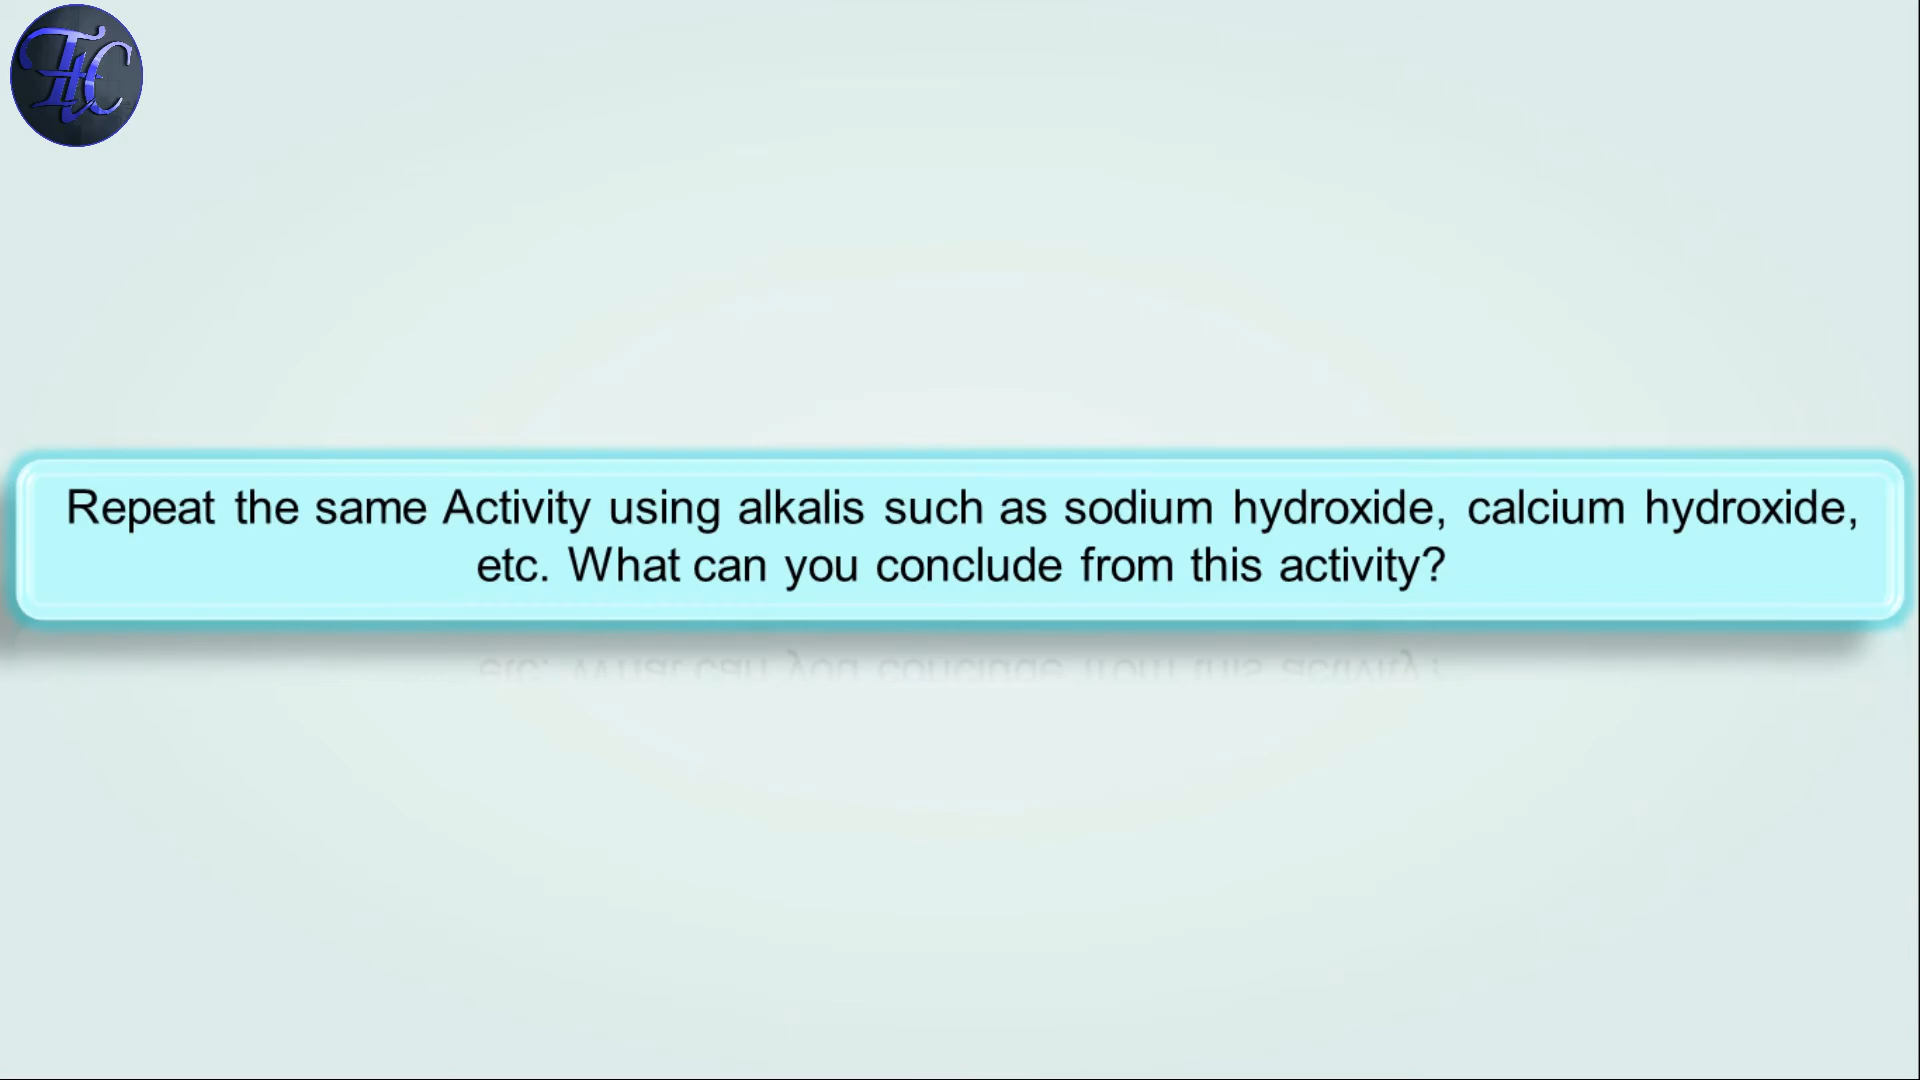 Repeat the same Activity using alkalis such as sodium hydroxide, calcium hydroxide,
etc. What can you conclude from this activity?